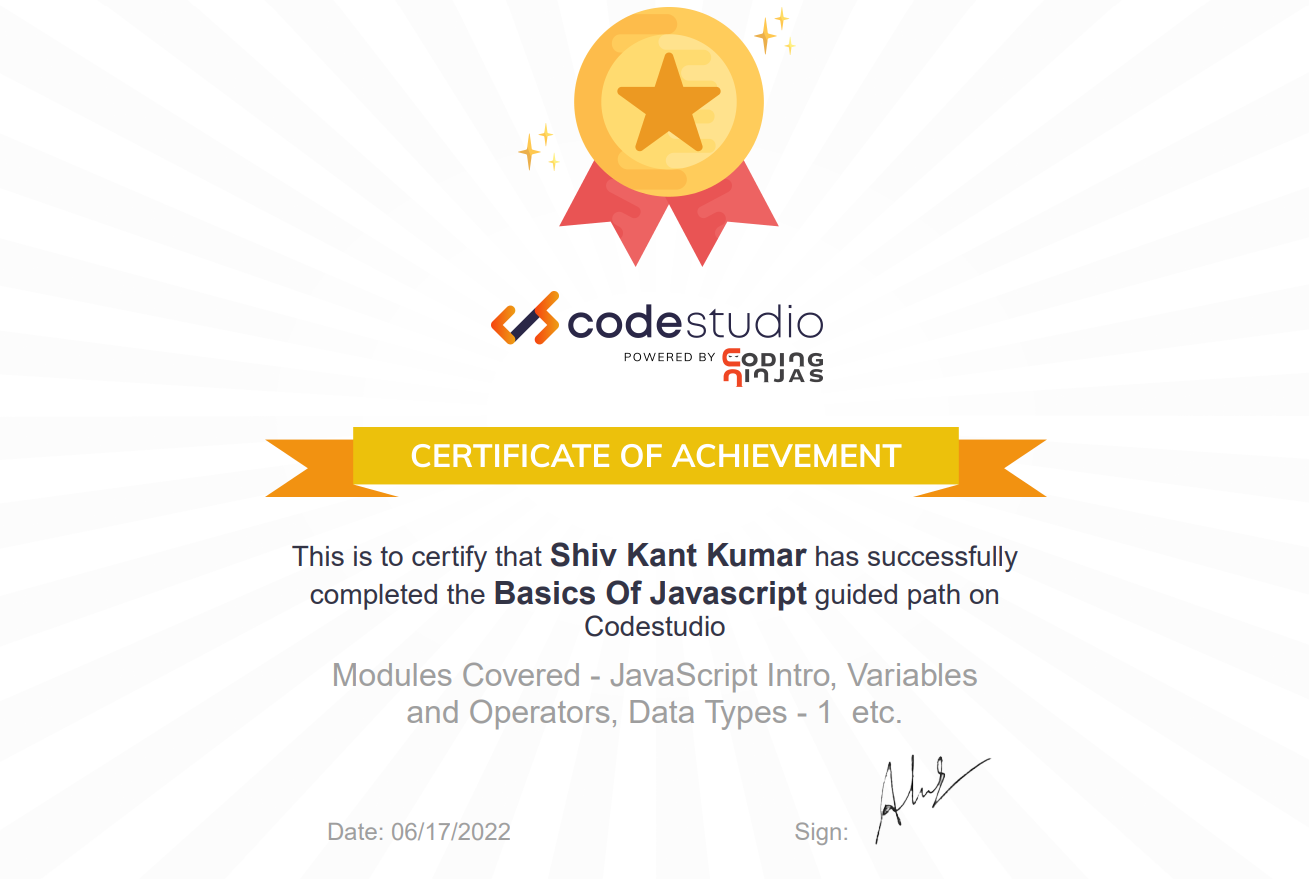 codestudio
POWERED BY CODING
NINJAS
CERTIFICATE OF ACHIEVEMENT
This is to certify that Shiv Kant Kumar has successfully
completed the Basics Of Javascript guided path on
Codestudio
Modules Covered - JavaScript Intro, Variables
and Operators, Data Types - 1 etc.
Date: 06/17/2022
Sign: